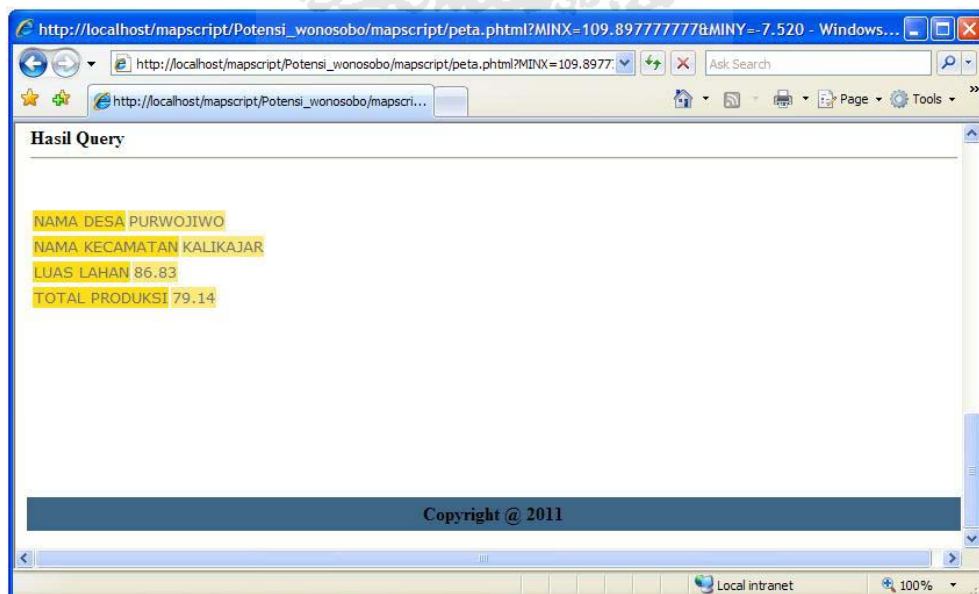 http://localhost/mapscript/Potensi_wonosobo/mapscript/peta.phtml?MINX=109.897777777&MINY=-7.520 - Windows...
http://localhost/mapscript/Potensi_wonosobo/mapscript/peta.phtml?MINX=109.8977
Ask Search
http://localhost/mapscript/Potensi_wonosobo/mapscri...
Page
Tools
Hasil Query
NAMA DESA PURWOJIWO
NAMA KECAMATAN KALIKAJAR
LUAS LAHAN 86.83
TOTAL PRODUKSI 79.14
Copyright @ 2011
Local intranet
100%